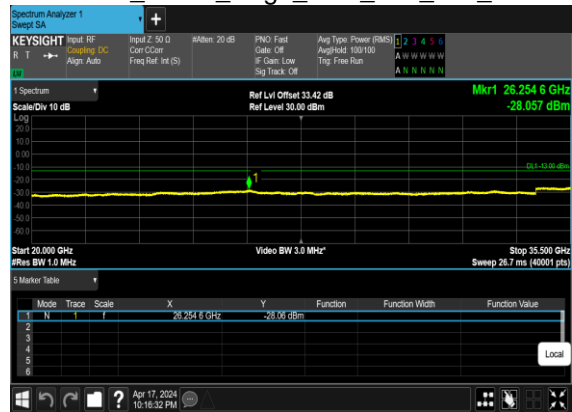 Spectrum Analyzer 1
Swept SA
+
KEYSIGHT Input: RF Input Z: 50 Ω #Atten: 20 dB PNO: Fast Avg Type: Power (RMS) 1 2 3 4 5 6
R T Coupling: DC Corr CCorr Gate: Off Avg|Hold: 100/100 A W W W W W
Align: Auto Freq Ref: Int (S) IF Gain: Low Trig: Free Run
Sig Track: Off A N N N N N
1 Spectrum Ref Lvl Offset 33.42 dB Mkr1 26.254 6 GHz
Scale/Div 10 dB Ref Level 30.00 dBm -28.057 dBm
Log
20.0
10.0
0.00
-10.0
DL1 -13.00 dBm
-20.0
1
-30.0
-40.0
-50.0
-60.0
Start 20.000 GHz Video BW 3.0 MHz* Stop 35.500 GHz
#Res BW 1.0 MHz Sweep 26.7 ms (40001 pts)
5 Marker Table
Mode Trace Scale X Y Function Function Width Function Value
1 N 1 f 26.254 6 GHz -28.06 dBm
2
3
4
5
6
Local
? Apr 17, 2024
10:16:32 PM